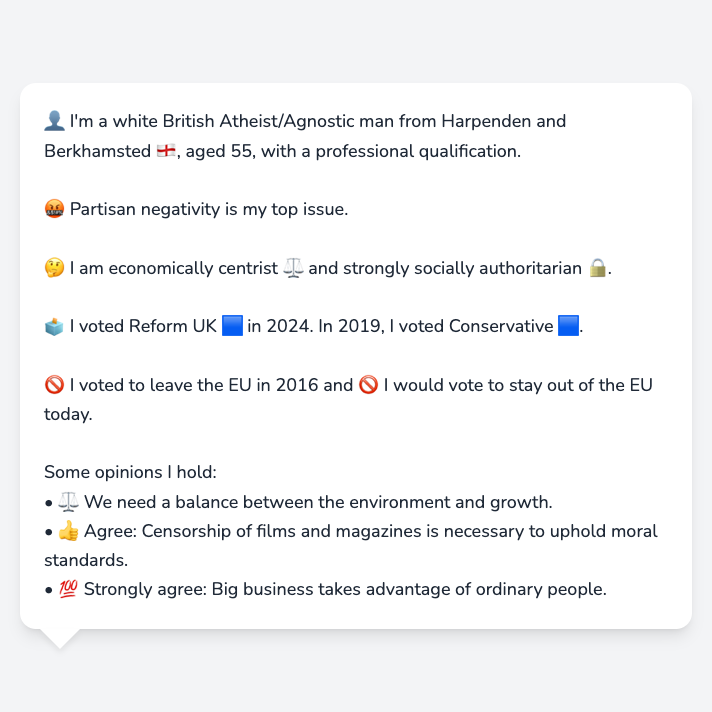 👤 I'm a white British Atheist/Agnostic man from Harpenden and
Berkhamsted 🏴󠁧󠁢󠁥󠁮󠁧󠁿, aged 55, with a professional qualification.
🤬 Partisan negativity is my top issue.
🤔 I am economically centrist ⚖️ and strongly socially authoritarian 🔒.
🗳️ I voted Reform UK 🟦 in 2024. In 2019, I voted Conservative 🟦.
🚫 I voted to leave the EU in 2016 and 🚫 I would vote to stay out of the EU
today.
Some opinions I hold:
• ⚖️ We need a balance between the environment and growth.
• 👍 Agree: Censorship of films and magazines is necessary to uphold moral
standards.
• 💯 Strongly agree: Big business takes advantage of ordinary people.